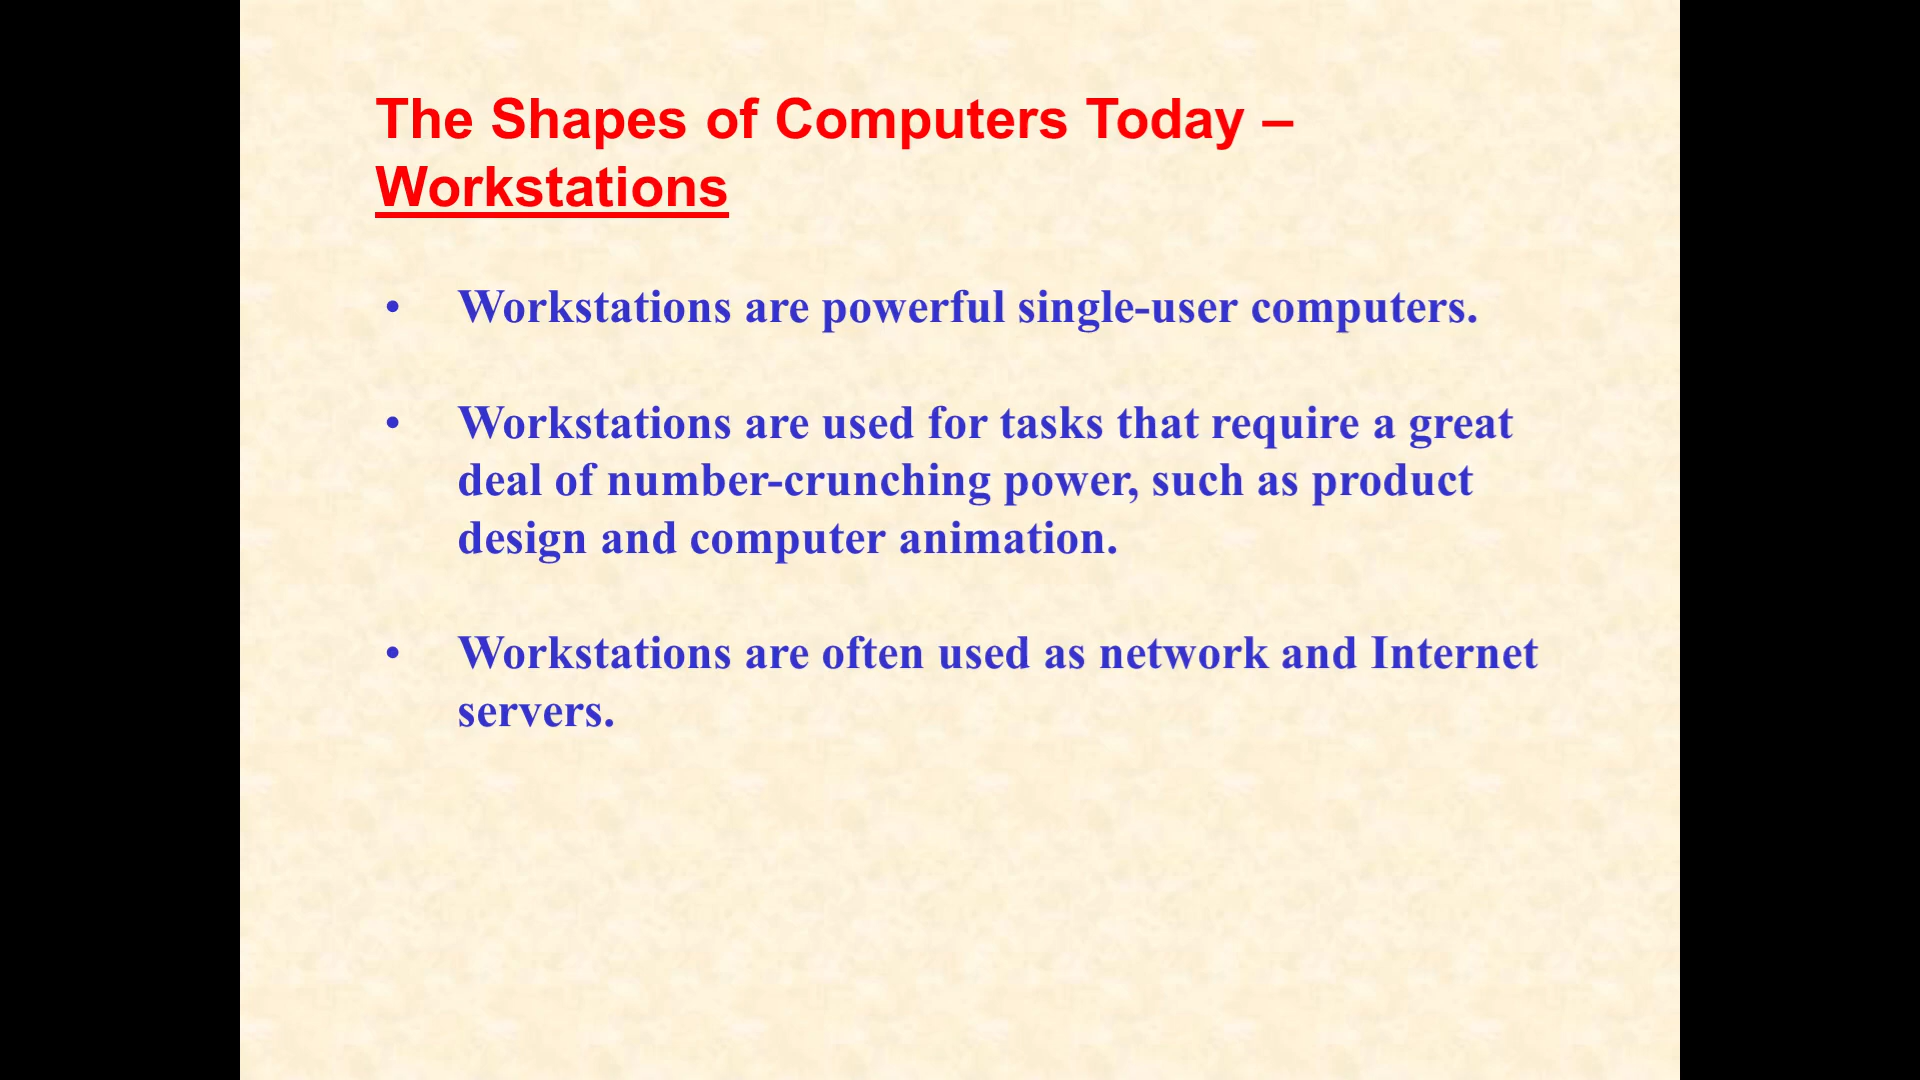 The Shapes of Computers Today –
Workstations
• Workstations are powerful single-user computers.
• Workstations are used for tasks that require a great
deal of number-crunching power, such as product
design and computer animation.
• Workstations are often used as network and Internet
servers.